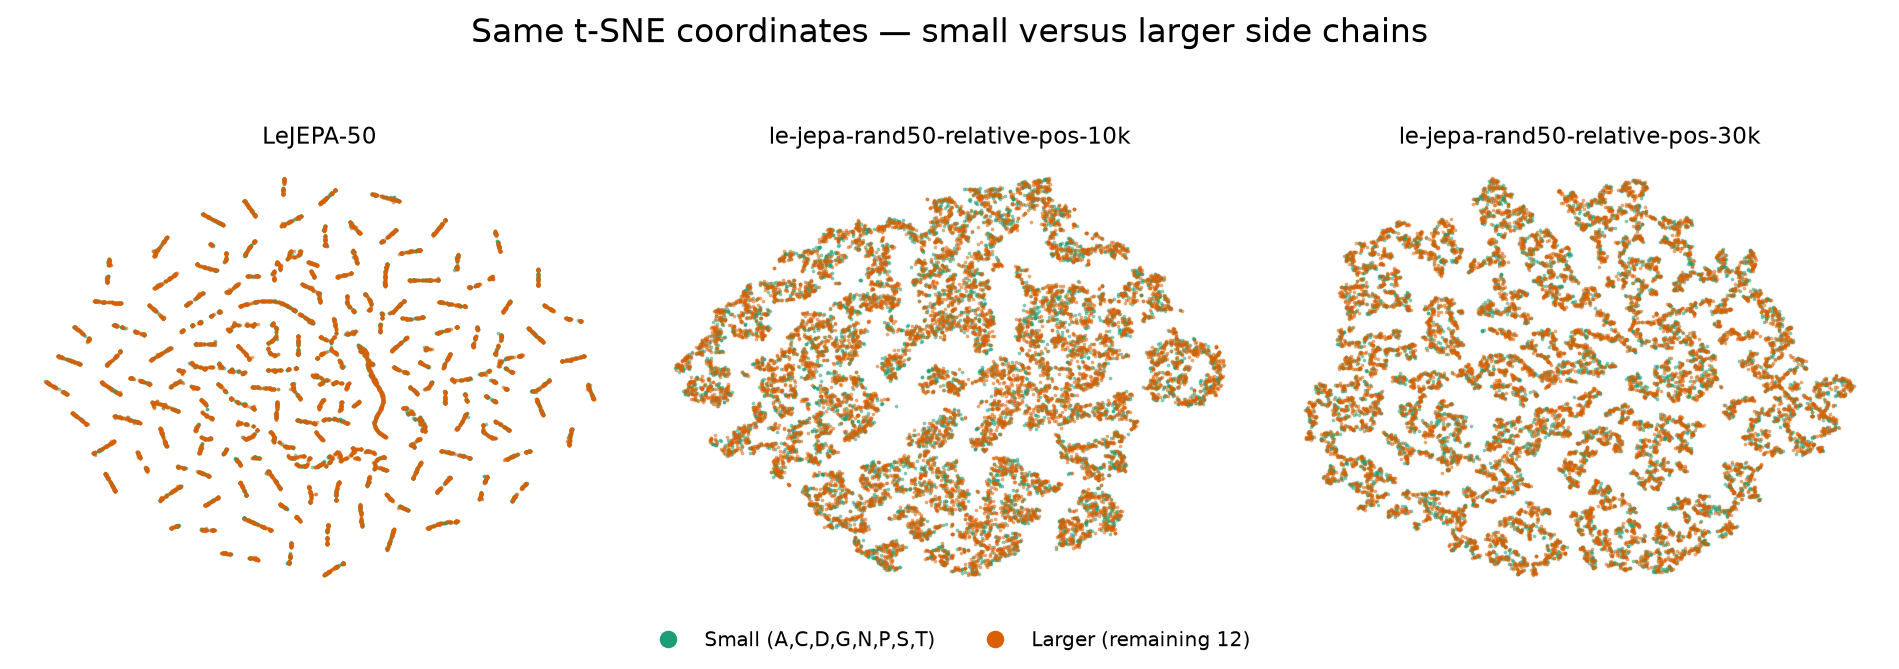 Same t-SNE coordinates — small versus larger side chains
LeJEPA-50
le-jepa-rand50-relative-pos-10k
le-jepa-rand50-relative-pos-30k
Small (A,C,D,G,N,P,S,T)
Larger (remaining 12)